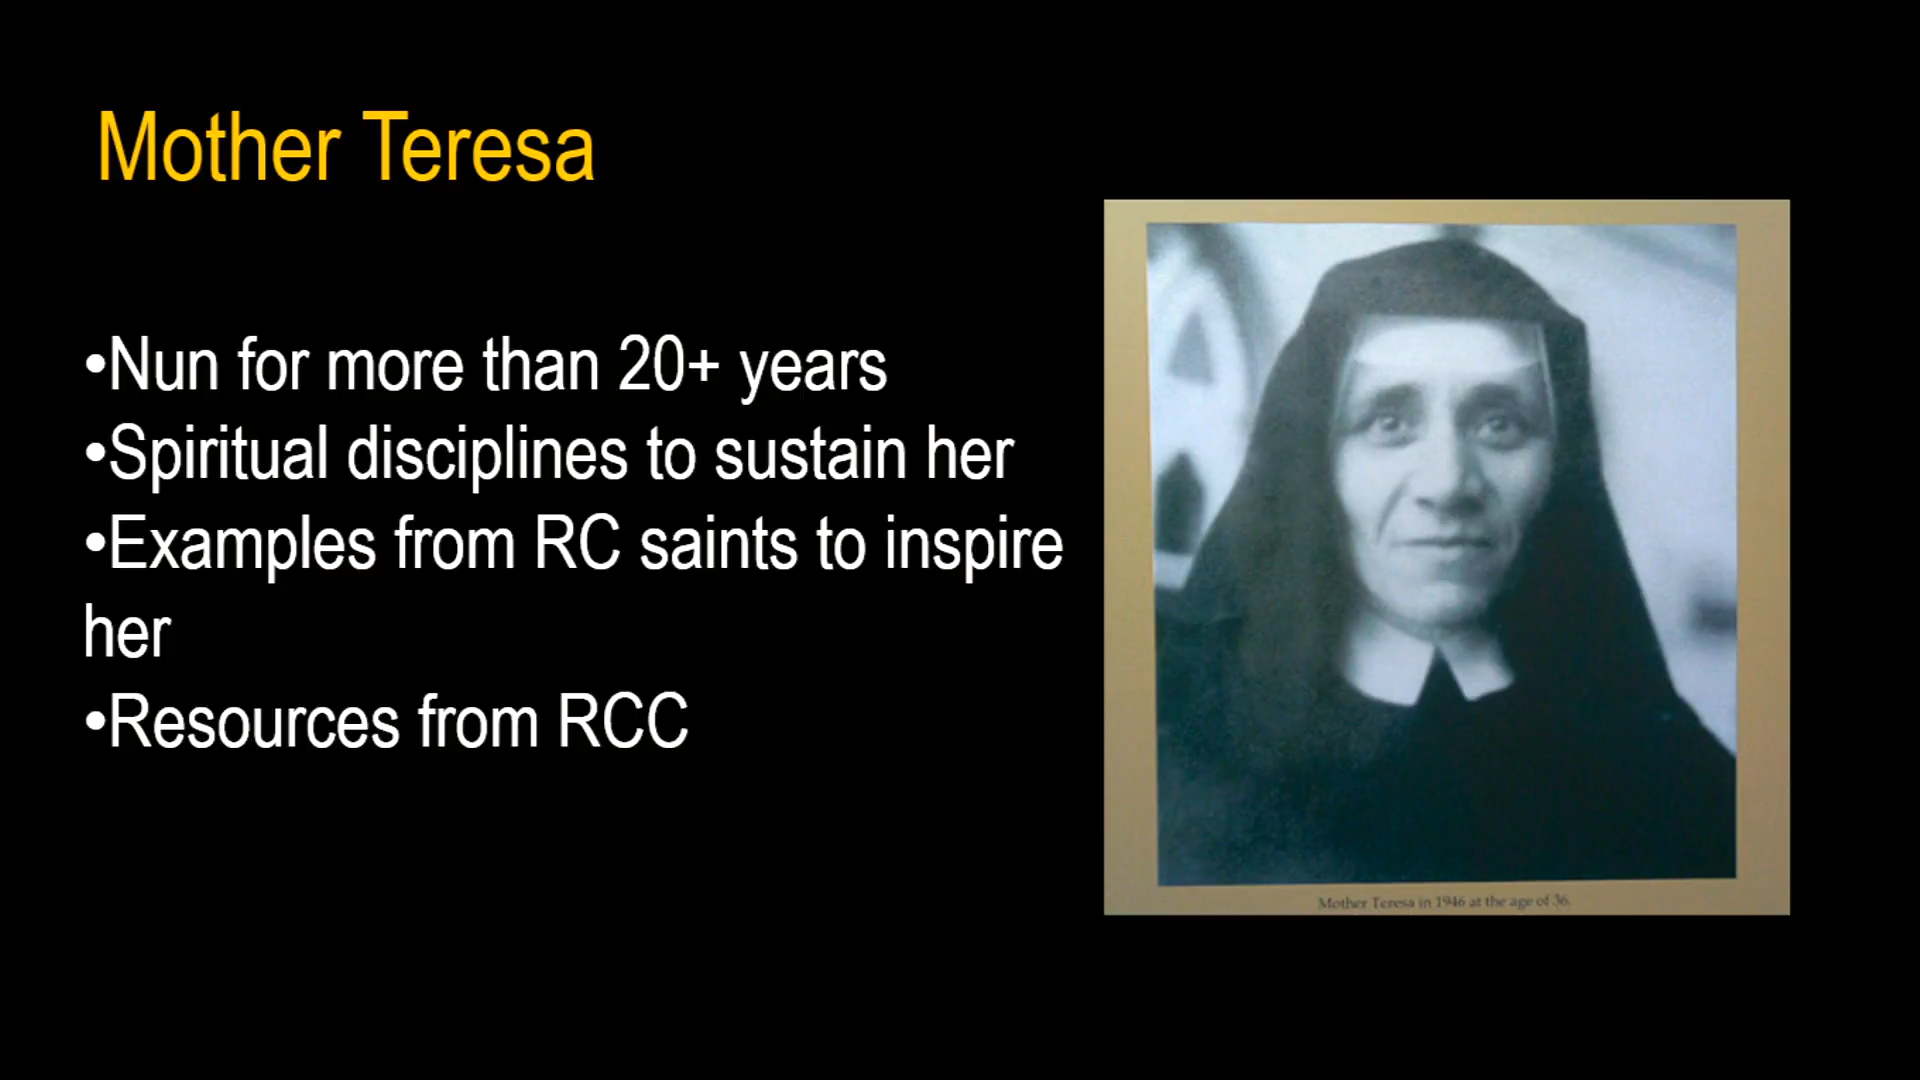 Mother Teresa
•Nun for more than 20+ years
•Spiritual disciplines to sustain her
•Examples from RC saints to inspire
her
•Resources from RCC
Mother Teresa in 1946 at the age of 36.